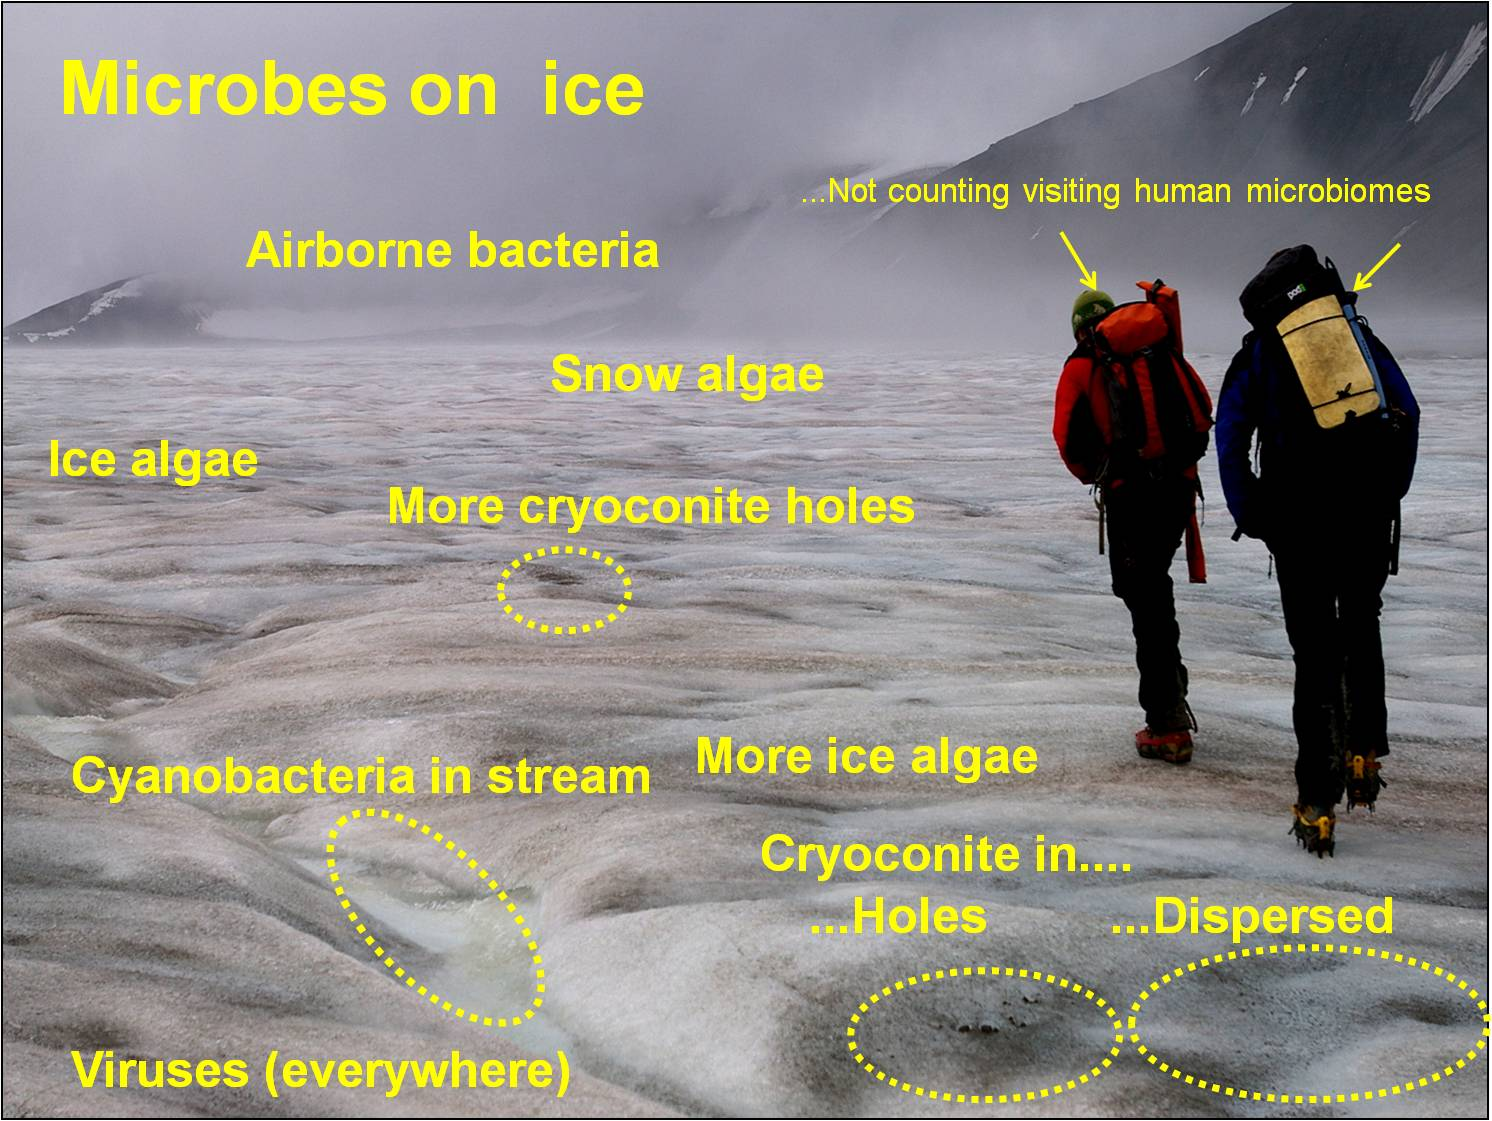 Microbes on ice
...Not counting visiting human microbiomes
Airborne bacteria
Snow algae
Ice algae
More cryoconite holes
Cyanobacteria in stream
More ice algae
Cryoconite in....
...Holes
...Dispersed
Viruses (everywhere)